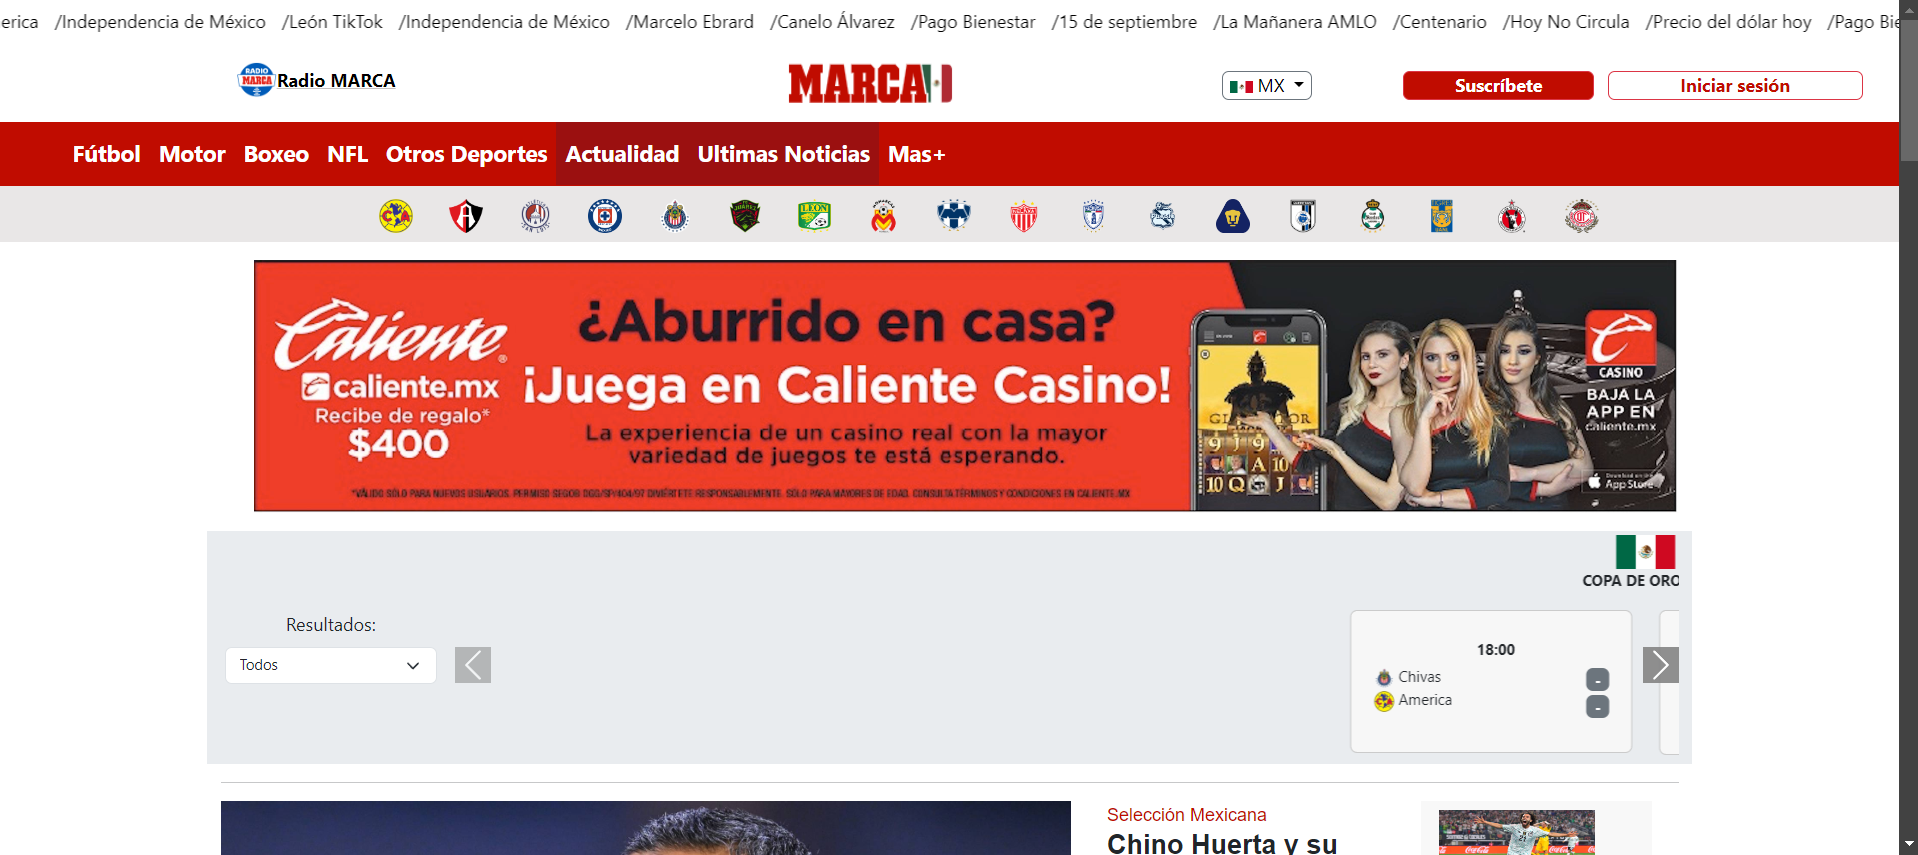 erica /Independencia de México /León TikTok /Independencia de México /Marcelo Ebrard /Canelo Álvarez /Pago Bienestar /15 de septiembre /La Mañanera AMLO /Centenario /Hoy No Circula /Precio del dólar hoy /Pago Bie
RADIO MARCA Radio MARCA
MARCA
MX
Suscríbete
Iniciar sesión
Fútbol Motor Boxeo NFL Otros Deportes Actualidad Ultimas Noticias Mas+
Caliente®
caliente.mx
Recibe de regalo*
$400
¿Aburrido en casa?
¡Juega en Caliente Casino!
La experiencia de un casino real con la mayor
variedad de juegos te está esperando.
*VÁLIDO SÓLO PARA NUEVOS USUARIOS. PERMISO SEGOB DGG/SP/404/97 DIVIÉRTETE RESPONSABLEMENTE. SÓLO PARA MAYORES DE EDAD. CONSULTA TÉRMINOS Y CONDICIONES EN CALIENTE.MX
CASINO
BAJA LA
APP EN
caliente.mx
App Store
COPA DE ORO
Resultados:
Todos
18:00
Chivas -
America -
Selección Mexicana
Chino Huerta y su